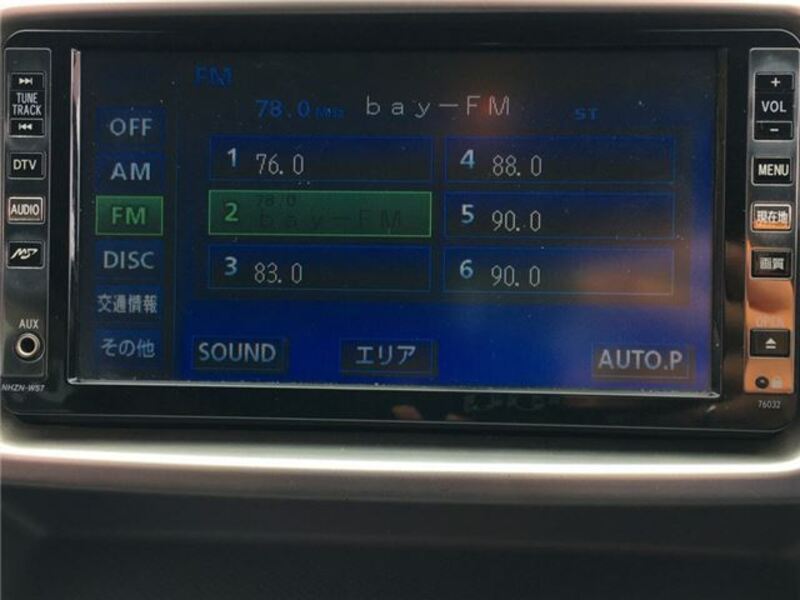 TUNE
TRACK
DTV
AUDIO
AUX
NHZN-W57
FM
78.0 MHz bay-FM ST
OFF
AM
FM
DISC
交通情報
その他
1 76.0
2 78.0
bay-FM
3 83.0
4 88.0
5 90.0
6 90.0
SOUND
エリア
AUTO.P
+
VOL
-
MENU
現在地
画質
76032